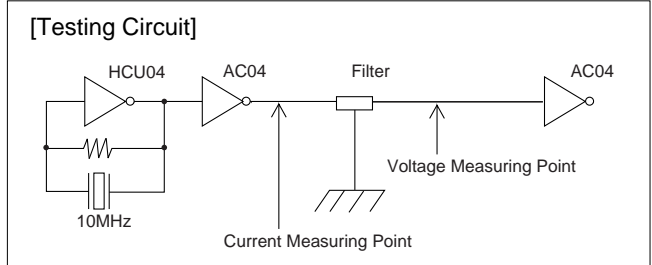 [Testing Circuit]
HCU04
AC04
Filter
AC04
Voltage Measuring Point
10MHz
Current Measuring Point